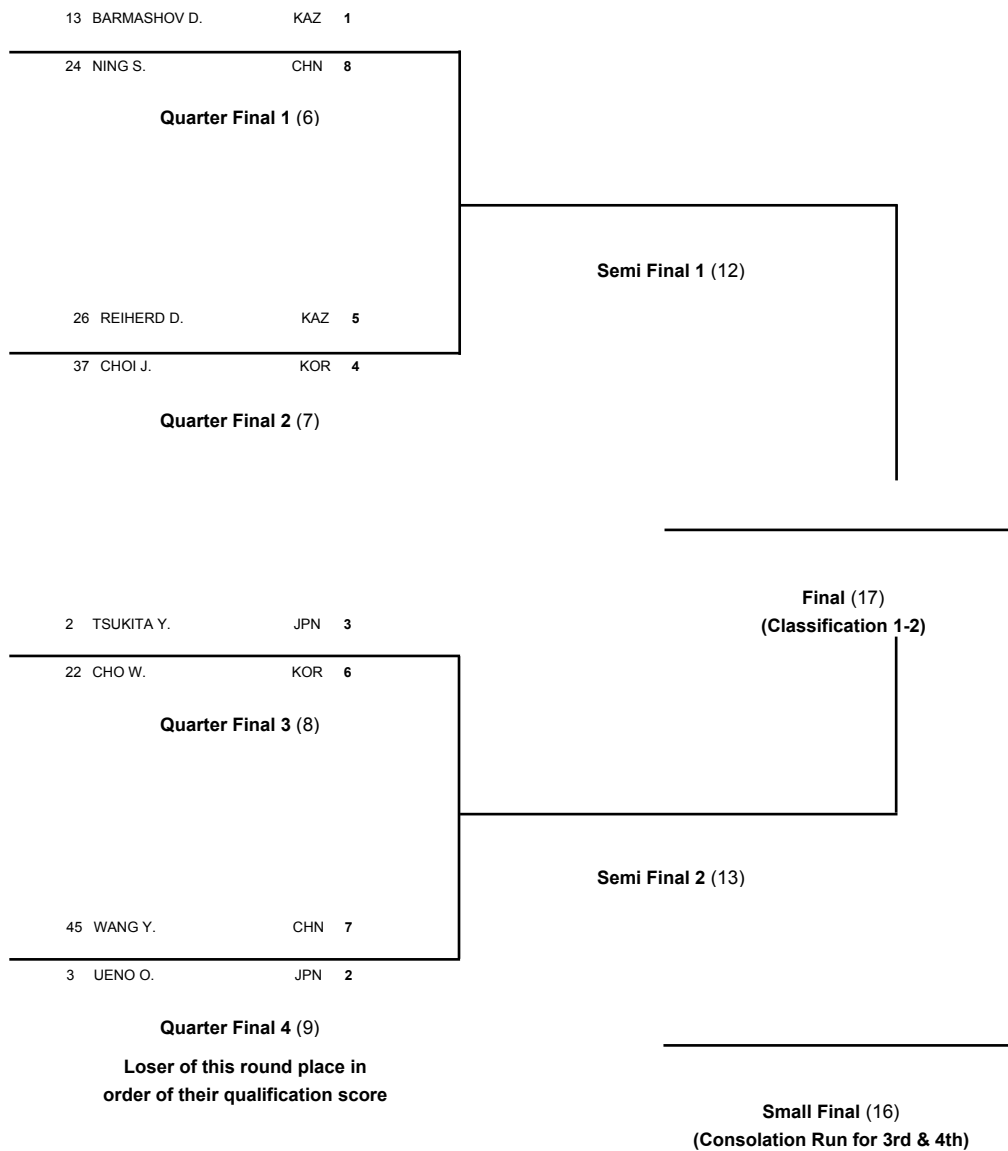 13 BARMASHOV D. KAZ 1
24 NING S. CHN 8
Quarter Final 1 (6)
Semi Final 1 (12)
26 REIHERD D. KAZ 5
37 CHOI J. KOR 4
Quarter Final 2 (7)
Final (17)
(Classification 1-2)
2 TSUKITA Y. JPN 3
22 CHO W. KOR 6
Quarter Final 3 (8)
Semi Final 2 (13)
45 WANG Y. CHN 7
3 UENO O. JPN 2
Quarter Final 4 (9)
Loser of this round place in
order of their qualification score
Small Final (16)
(Consolation Run for 3rd & 4th)